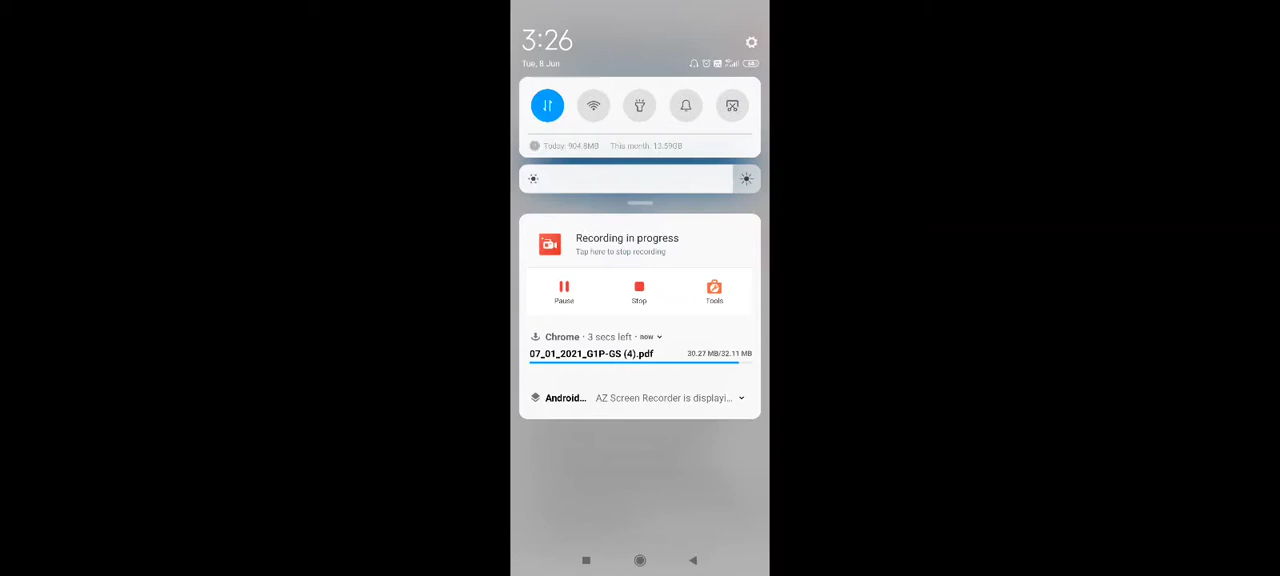 3:26
Tue, 8 Jun
Today: 904.8MB This month: 13.59GB
Recording in progress
Tap here to stop recording
Pause Stop Tools
Chrome · 3 secs left · now
07_01_2021_G1P-GS (4).pdf 30.27 MB/32.11 MB
Android... AZ Screen Recorder is displayi...